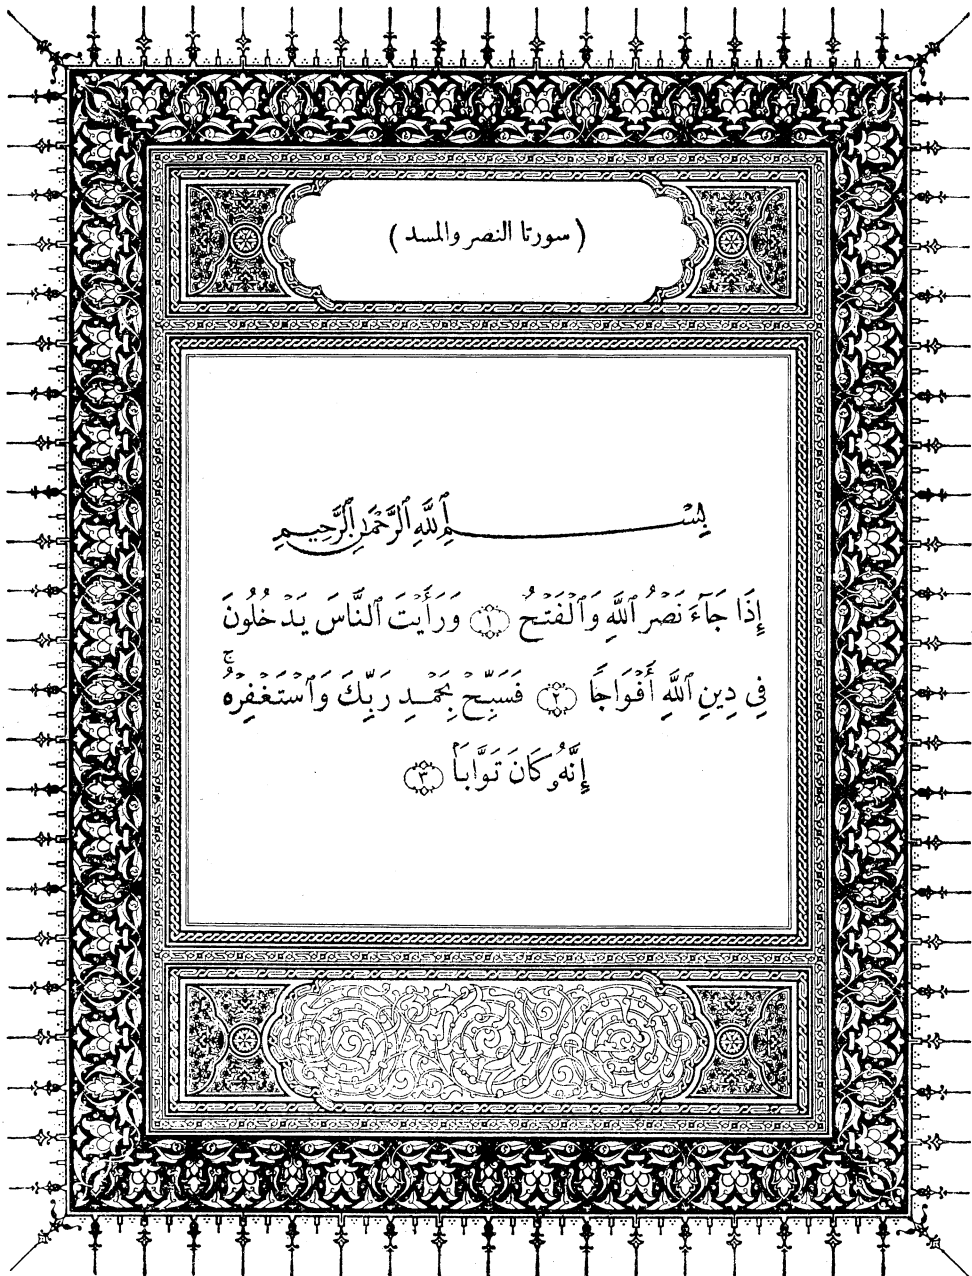 ( سورتا النصر والمسد )
بِسْمِ ٱللَّهِ ٱلرَّحْمَٰنِ ٱلرَّحِيمِ
إِذَا جَآءَ نَصْرُ ٱللَّهِ وَٱلْفَتْحُ ۝١ وَرَأَيْتَ ٱلنَّاسَ يَدْخُلُونَ
فِي دِينِ ٱللَّهِ أَفْوَاجًا ۝٢ فَسَبِّحْ بِحَمْدِ رَبِّكَ وَٱسْتَغْفِرْهُ ۚ
إِنَّهُۥ كَانَ تَوَّابَۢا ۝٣